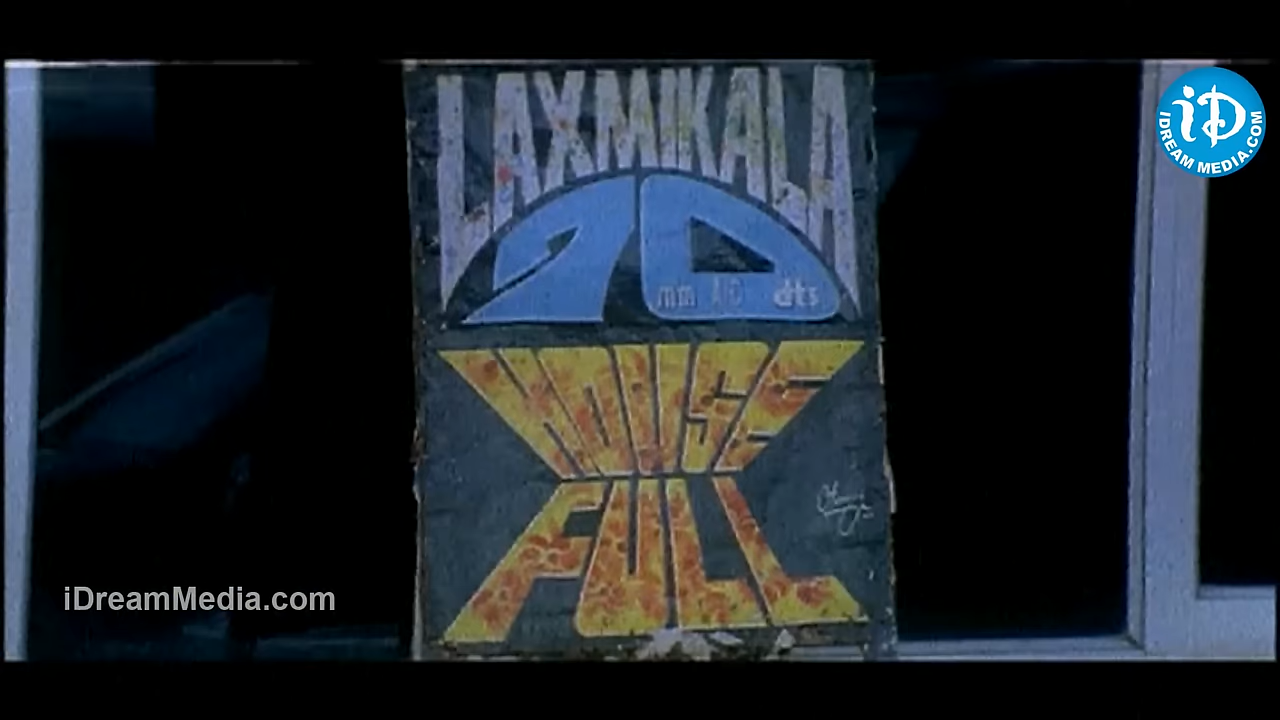 LAXMIKALA
70
mm A/C dts
HOUSE
FULL
iD
IDREAM MEDIA.COM
iDreamMedia.com